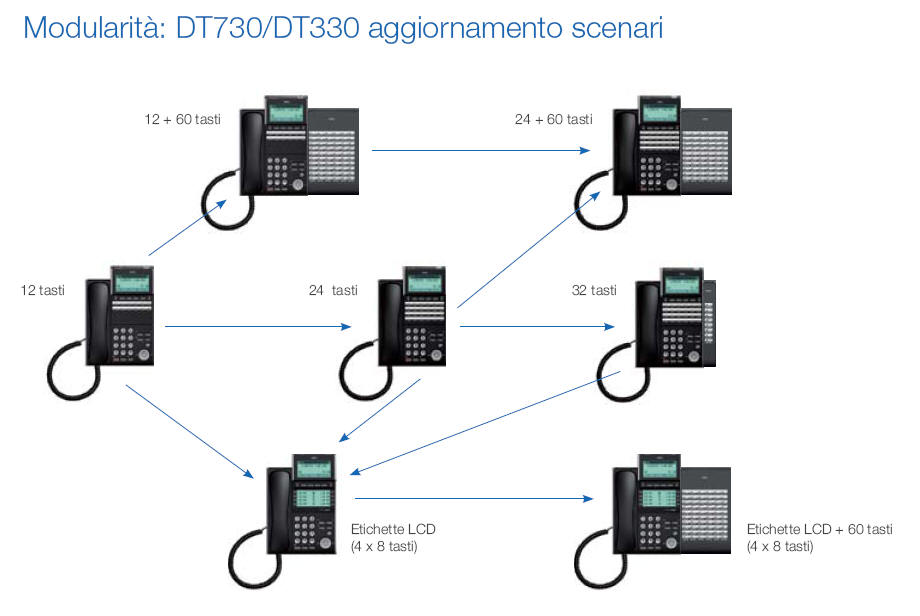 Modularità: DT730/DT330 aggiornamento scenari
12 + 60 tasti
24 + 60 tasti
12 tasti
24 tasti
32 tasti
Etichette LCD
(4 x 8 tasti)
Etichette LCD + 60 tasti
(4 x 8 tasti)